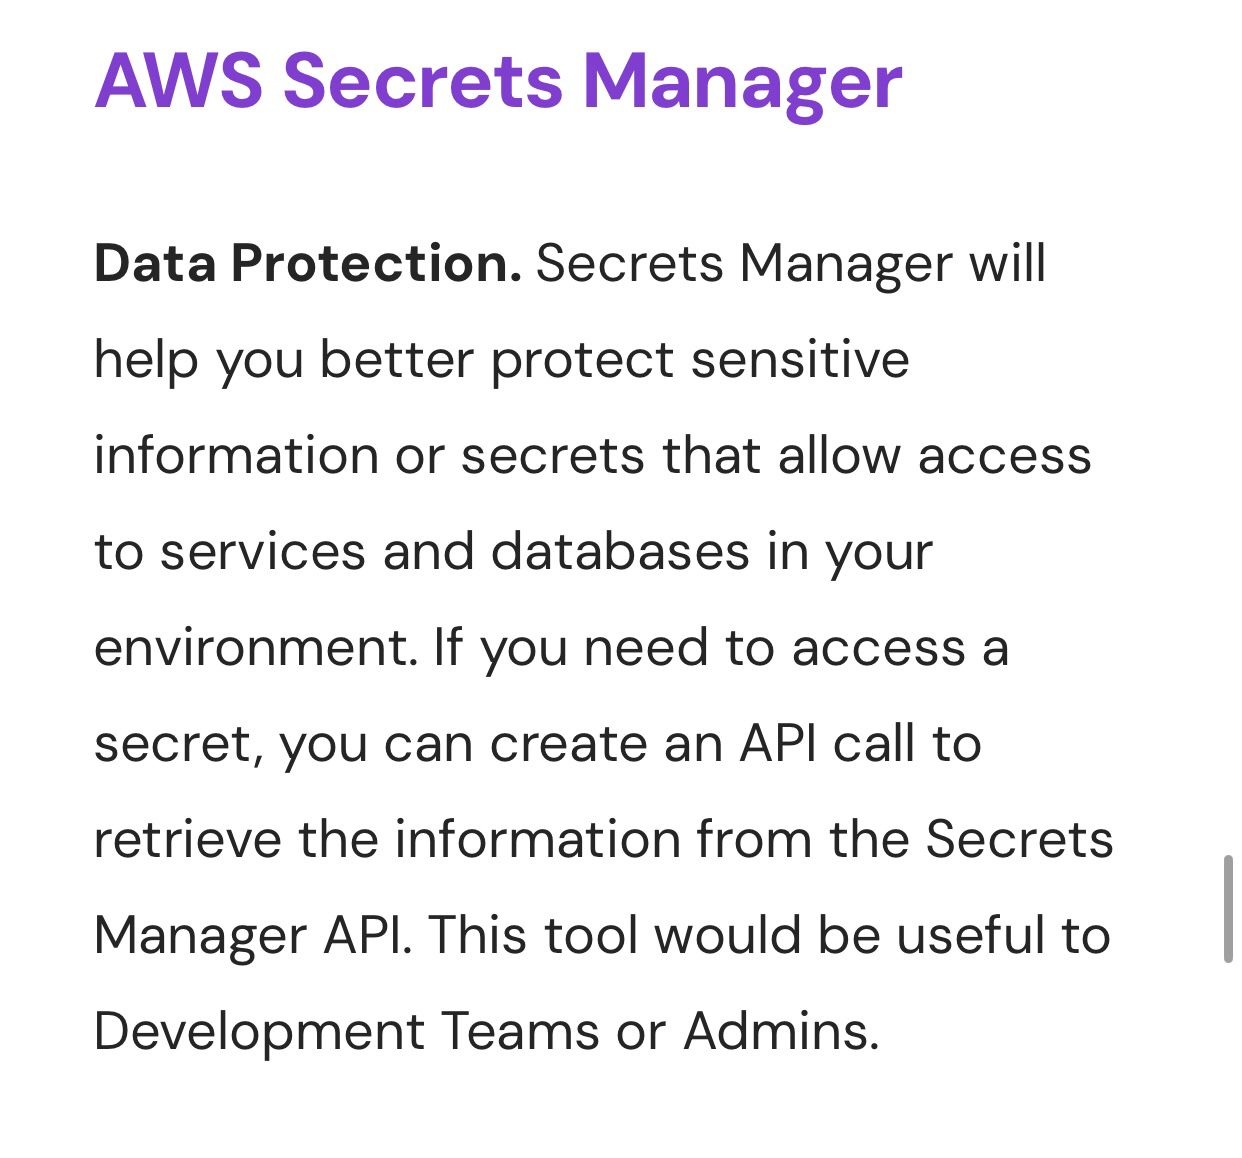 AWS Secrets Manager
Data Protection. Secrets Manager will
help you better protect sensitive
information or secrets that allow access
to services and databases in your
environment. If you need to access a
secret, you can create an API call to
retrieve the information from the Secrets
Manager API. This tool would be useful to
Development Teams or Admins.